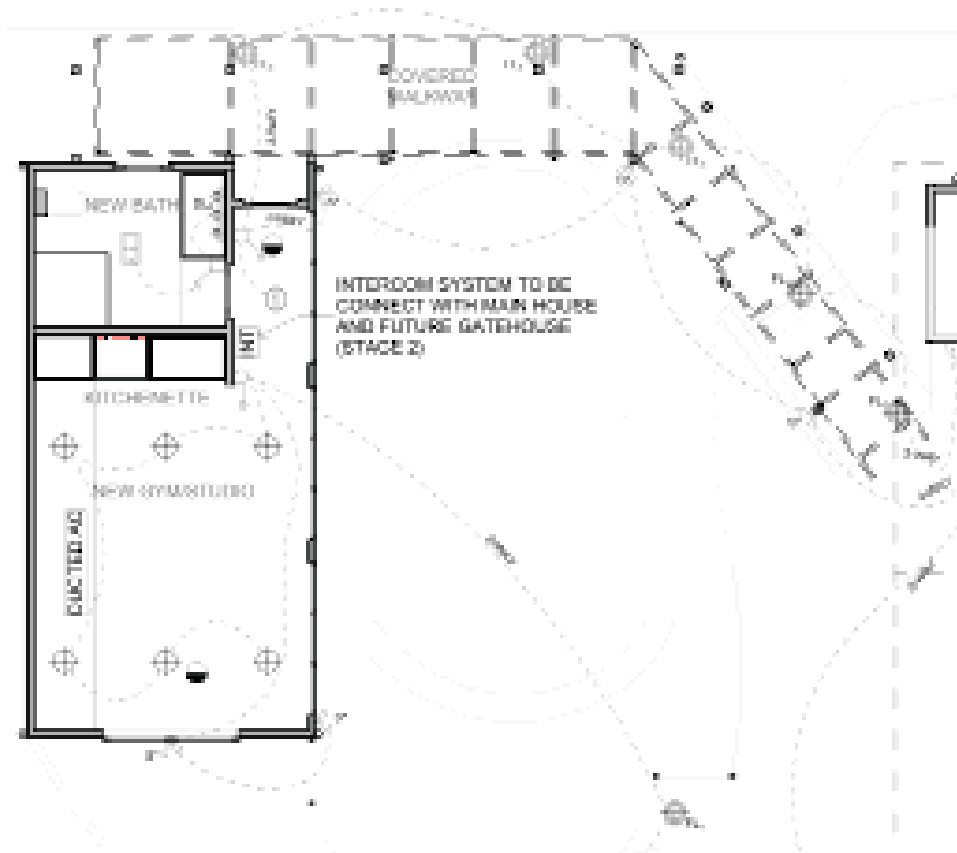 COVERED
WALKWAY
NEW BATH
INTERCOM SYSTEM TO BE
CONNECT WITH MAIN HOUSE
AND FUTURE GATEHOUSE
(STAGE 2)
INT
KITCHENETTE
NEW GYM/STUDIO
DUCTED AC